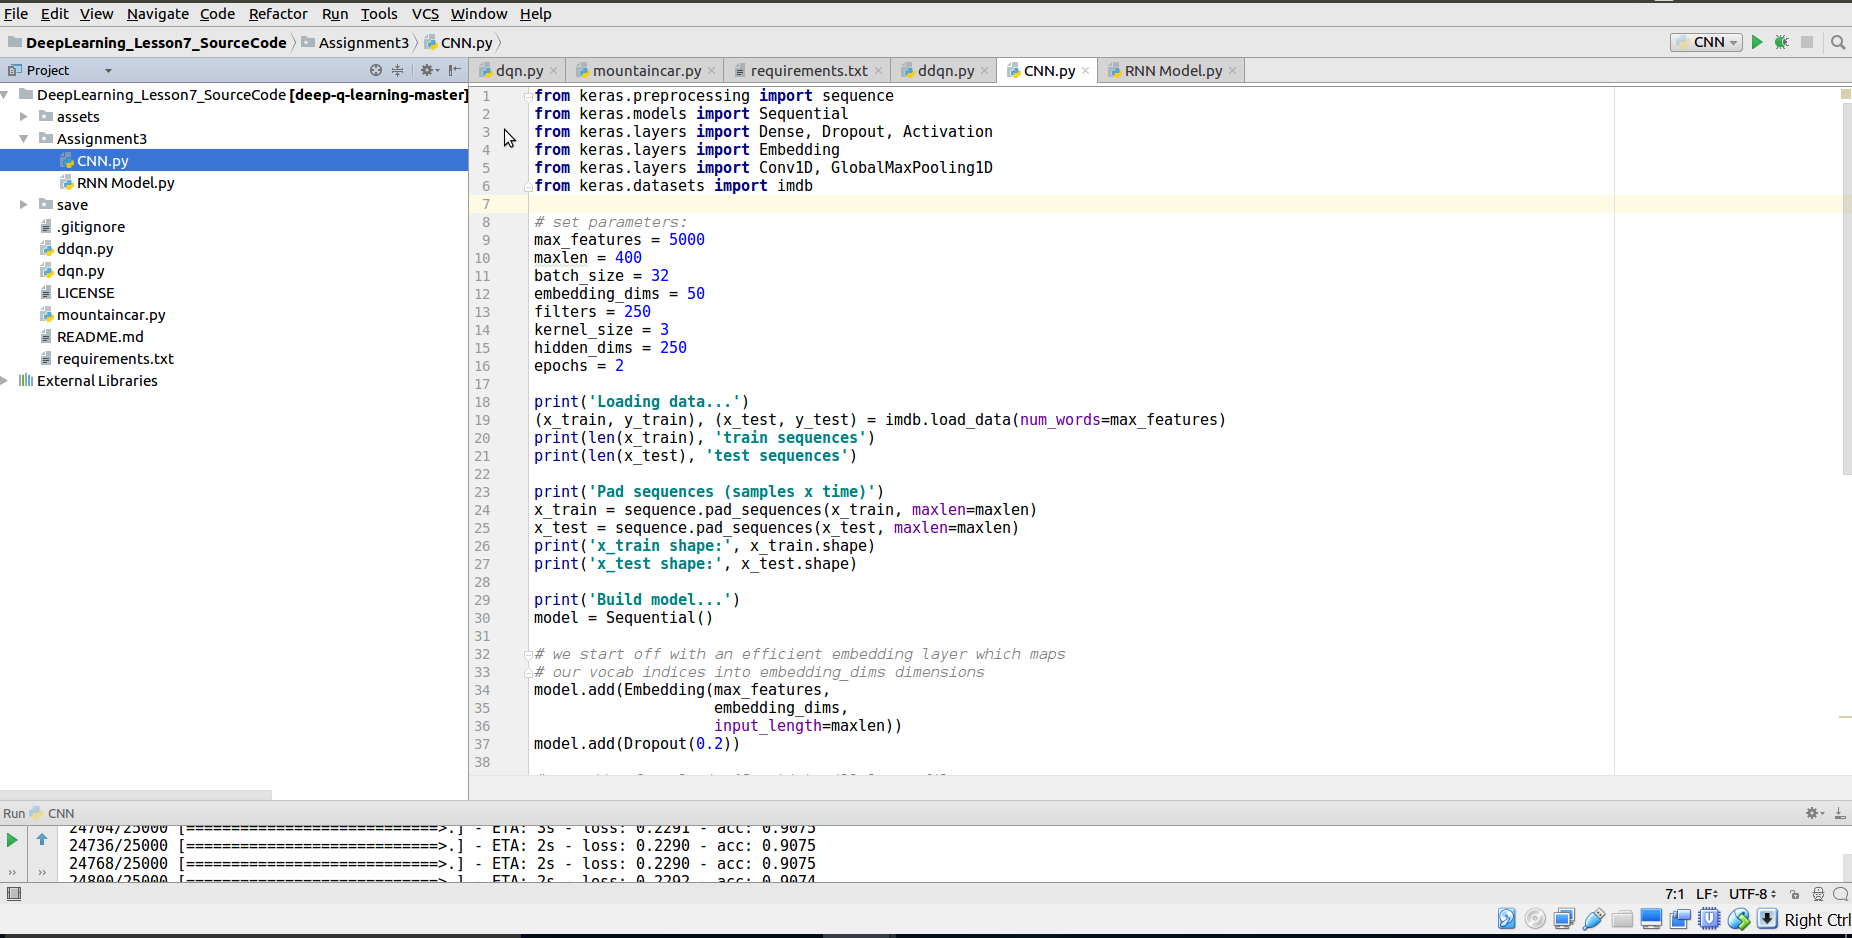 File Edit View Navigate Code Refactor Run Tools VCS Window Help
DeepLearning_Lesson7_SourceCode Assignment3 CNN.py CNN
Project
dqn.py mountaincar.py requirements.txt ddqn.py CNN.py RNN Model.py
DeepLearning_Lesson7_SourceCode [deep-q-learning-master]
assets
Assignment3
CNN.py
RNN Model.py
save
.gitignore
ddqn.py
dqn.py
LICENSE
mountaincar.py
README.md
requirements.txt
External Libraries
1 from keras.preprocessing import sequence
2 from keras.models import Sequential
3 from keras.layers import Dense, Dropout, Activation
4 from keras.layers import Embedding
5 from keras.layers import Conv1D, GlobalMaxPooling1D
6 from keras.datasets import imdb
7
8 # set parameters:
9 max_features = 5000
10 maxlen = 400
11 batch_size = 32
12 embedding_dims = 50
13 filters = 250
14 kernel_size = 3
15 hidden_dims = 250
16 epochs = 2
17
18 print('Loading data...')
19 (x_train, y_train), (x_test, y_test) = imdb.load_data(num_words=max_features)
20 print(len(x_train), 'train sequences')
21 print(len(x_test), 'test sequences')
22
23 print('Pad sequences (samples x time)')
24 x_train = sequence.pad_sequences(x_train, maxlen=maxlen)
25 x_test = sequence.pad_sequences(x_test, maxlen=maxlen)
26 print('x_train shape:', x_train.shape)
27 print('x_test shape:', x_test.shape)
28
29 print('Build model...')
30 model = Sequential()
31
32 # we start off with an efficient embedding layer which maps
33 # our vocab indices into embedding_dims dimensions
34 model.add(Embedding(max_features,
35 embedding_dims,
36 input_length=maxlen))
37 model.add(Dropout(0.2))
38
Run CNN
24704/25000 [============================>.] - ETA: 3s - loss: 0.2291 - acc: 0.9075
24736/25000 [============================>.] - ETA: 2s - loss: 0.2290 - acc: 0.9075
24768/25000 [============================>.] - ETA: 2s - loss: 0.2290 - acc: 0.9075
24800/25000 [============================>.] - ETA: 2s - loss: 0.2292 - acc: 0.9074
7:1 LF UTF-8
Right Ctrl